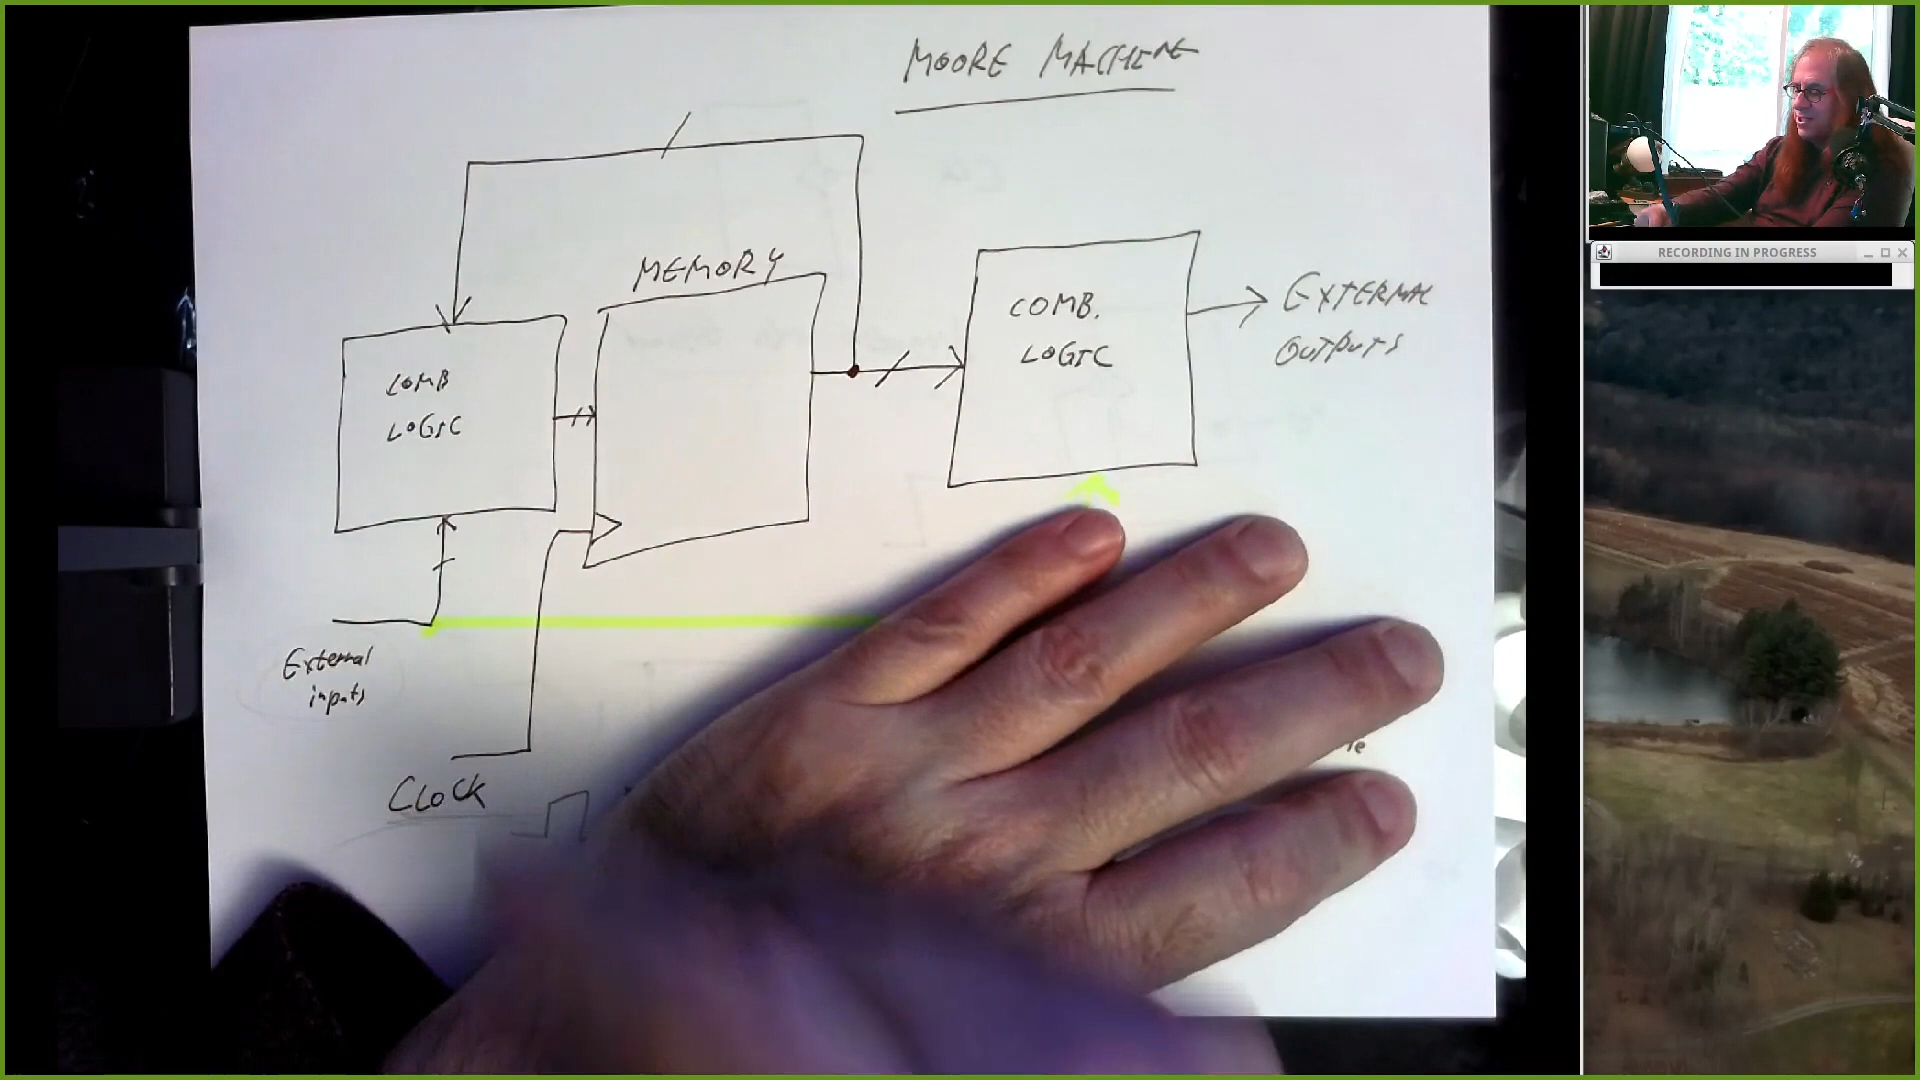 MOORE MACHINE
MEMORY
COMB
LOGIC
COMB.
LOGIC
EXTERNAL
OUTPUTS
External
inputs
CLOCK
RECORDING IN PROGRESS